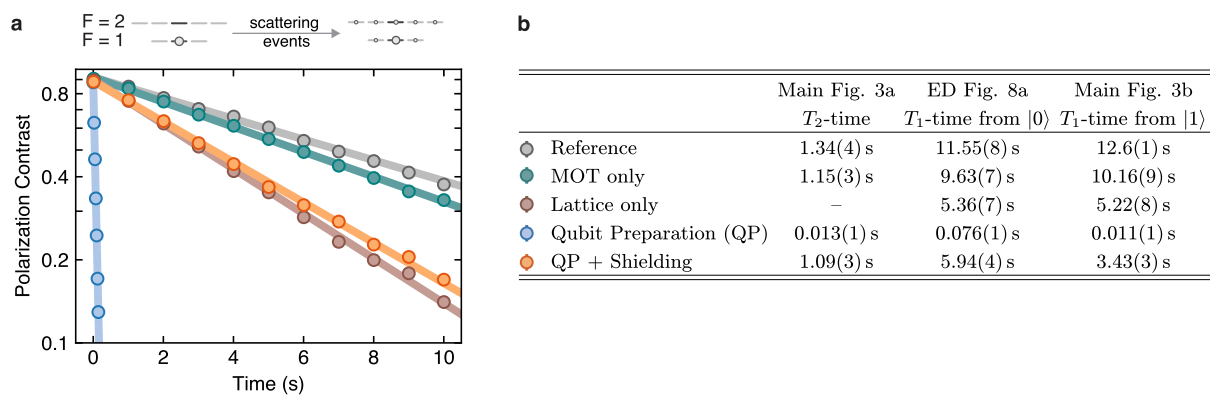 a
F = 2
F = 1
scattering
events
Polarization Contrast
0.8
0.4
0.2
0.1
0 2 4 6 8 10
Time (s)
b
Main Fig. 3a ED Fig. 8a Main Fig. 3b
T₂-time T₁-time from |0⟩ T₁-time from |1⟩
Reference 1.34(4) s 11.55(8) s 12.6(1) s
MOT only 1.15(3) s 9.63(7) s 10.16(9) s
Lattice only – 5.36(7) s 5.22(8) s
Qubit Preparation (QP) 0.013(1) s 0.076(1) s 0.011(1) s
QP + Shielding 1.09(3) s 5.94(4) s 3.43(3) s